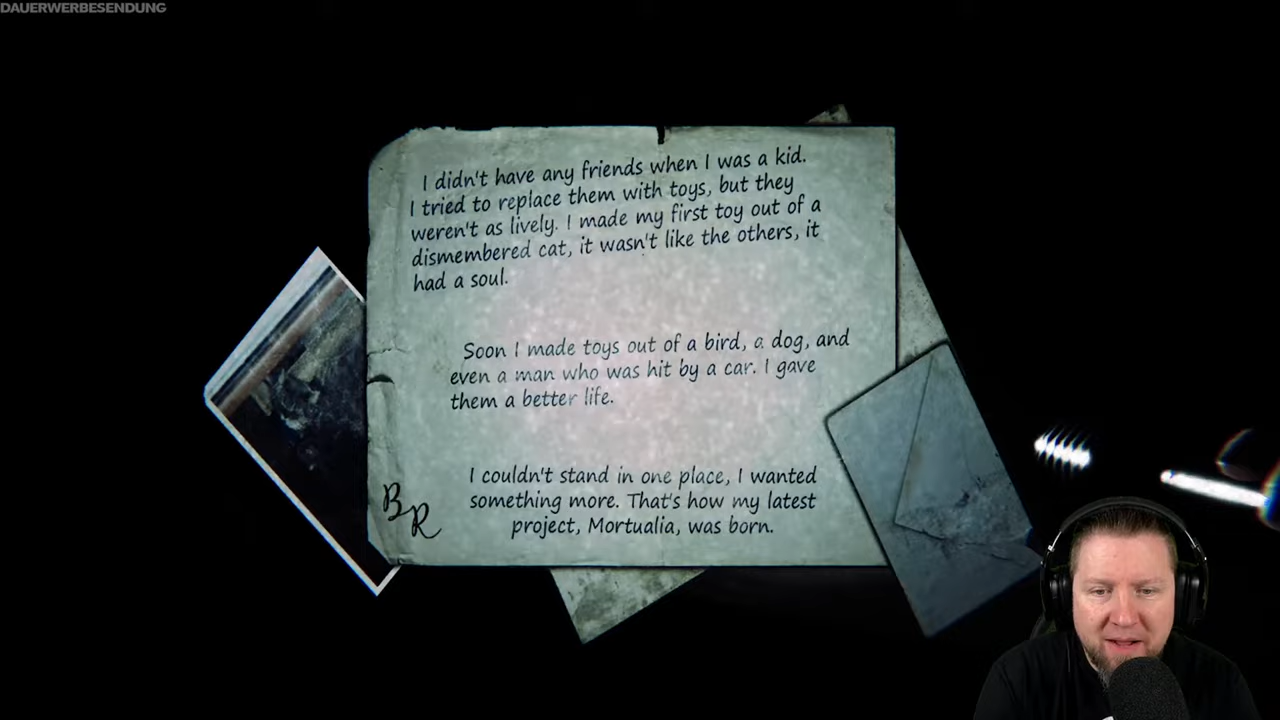 DAUERWERBESENDUNG
I didn't have any friends when I was a kid.
I tried to replace them with toys, but they
weren't as lively. I made my first toy out of a
dismembered cat, it wasn't like the others, it
had a soul.
Soon I made toys out of a bird, a dog, and
even a man who was hit by a car. I gave
them a better life.
I couldn't stand in one place, I wanted
something more. That's how my latest
project, Mortualia, was born.
BR